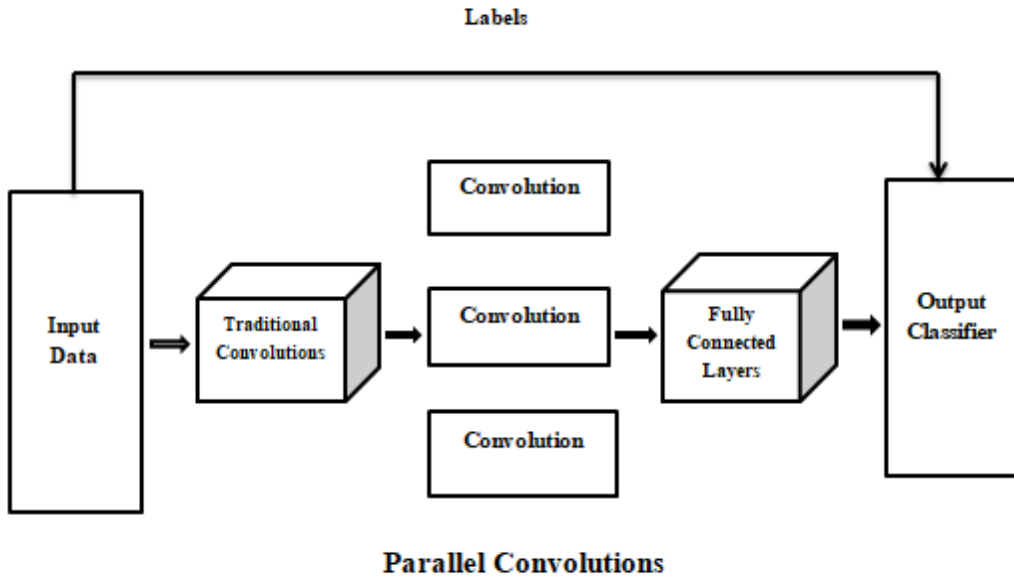 Labels
Convolution
Input
Data
Traditional
Convolutions
Convolution
Fully
Connected
Layers
Output
Classifier
Convolution
Parallel Convolutions